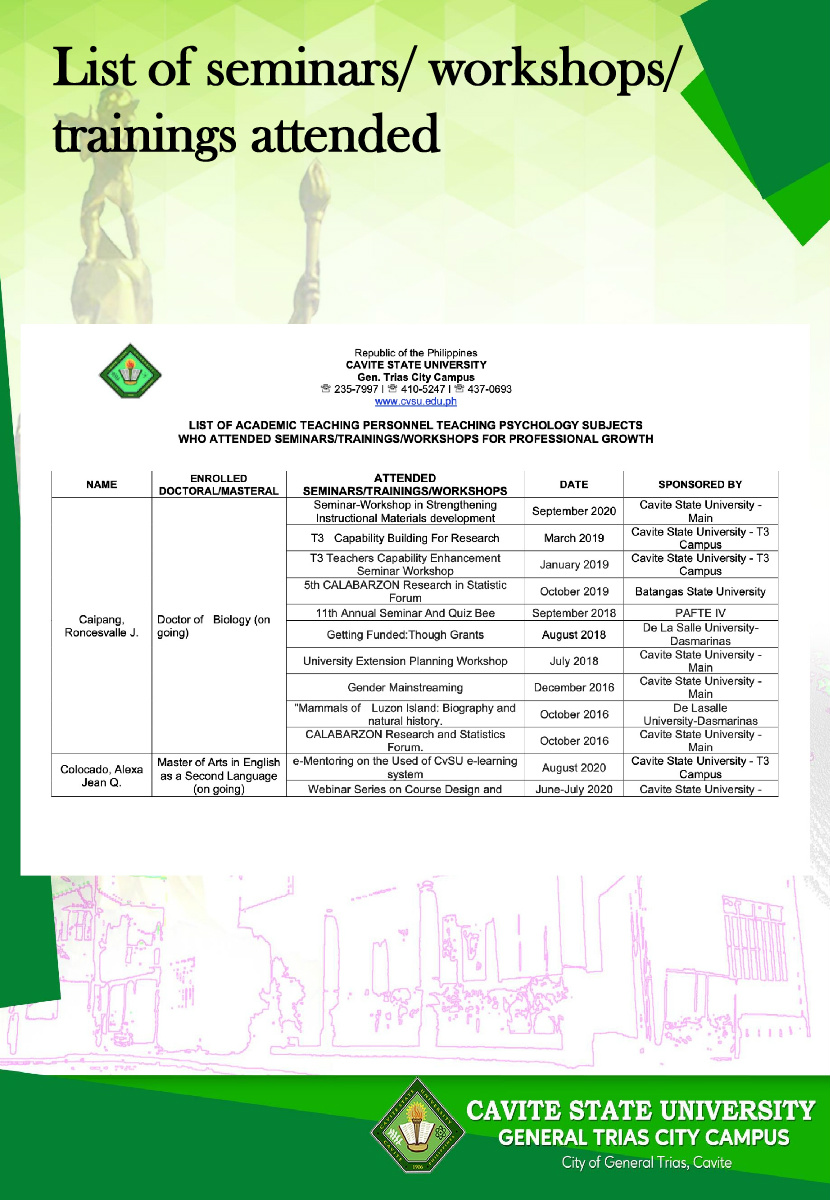 List of seminars/ workshops/
trainings attended
Republic of the Philippines
CAVITE STATE UNIVERSITY
Gen. Trias City Campus
☏ 235-7997 I ☏ 410-5247 I ☏ 437-0693
www.cvsu.edu.ph
LIST OF ACADEMIC TEACHING PERSONNEL TEACHING PSYCHOLOGY SUBJECTS
WHO ATTENDED SEMINARS/TRAININGS/WORKSHOPS FOR PROFESSIONAL GROWTH
NAME
ENROLLED
DOCTORAL/MASTERAL
ATTENDED
SEMINARS/TRAININGS/WORKSHOPS
DATE
SPONSORED BY
Caipang,
Roncesvalle J.
Doctor of Biology (on
going)
Seminar-Workshop in Strengthening
Instructional Materials development
September 2020
Cavite State University -
Main
T3 Capability Building For Research
March 2019
Cavite State University - T3
Campus
T3 Teachers Capability Enhancement
Seminar Workshop
January 2019
Cavite State University - T3
Campus
5th CALABARZON Research in Statistic
Forum
October 2019
Batangas State University
11th Annual Seminar And Quiz Bee
September 2018
PAFTE IV
Getting Funded:Though Grants
August 2018
De La Salle University-
Dasmarinas
University Extension Planning Workshop
July 2018
Cavite State University -
Main
Gender Mainstreaming
December 2016
Cavite State University -
Main
"Mammals of Luzon Island: Biography and
natural history.
October 2016
De Lasalle
University-Dasmarinas
CALABARZON Research and Statistics
Forum.
October 2016
Cavite State University -
Main
Colocado, Alexa
Jean Q.
Master of Arts in English
as a Second Language
(on going)
e-Mentoring on the Used of CvSU e-learning
system
August 2020
Cavite State University - T3
Campus
Webinar Series on Course Design and
June-July 2020
Cavite State University -
1906
CAVITE STATE UNIVERSITY
GENERAL TRIAS CITY CAMPUS
City of General Trias, Cavite